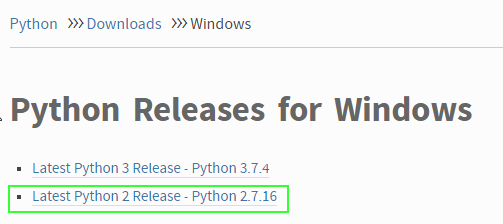 Python >>> Downloads >>> Windows
Python Releases for Windows
Latest Python 3 Release - Python 3.7.4
Latest Python 2 Release - Python 2.7.16